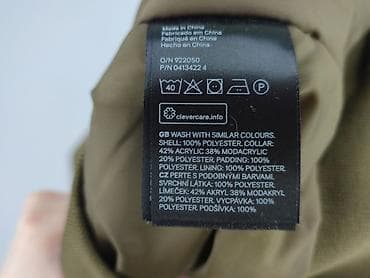 Made in China
Fabricado em China
Fabriqué en Chine
Hecho en China
O/N 922050
P/N 0413422 4
40 P
clevercare.info
GB WASH WITH SIMILAR COLOURS.
SHELL: 100% POLYESTER. COLLAR:
42% ACRYLIC 38% MODACRYLIC
20% POLYESTER. PADDING: 100%
POLYESTER. LINING: 100% POLYESTER.
CZ PERTE S PODOBNÝMI BARVAMI.
SVRCHNÍ LÁTKA: 100% POLYESTER.
LÍMEČEK: 42% AKRYL 38% MODAKRYL
20% POLYESTER. VYCPÁVKA: 100%
POLYESTER. PODŠÍVKA: 100%